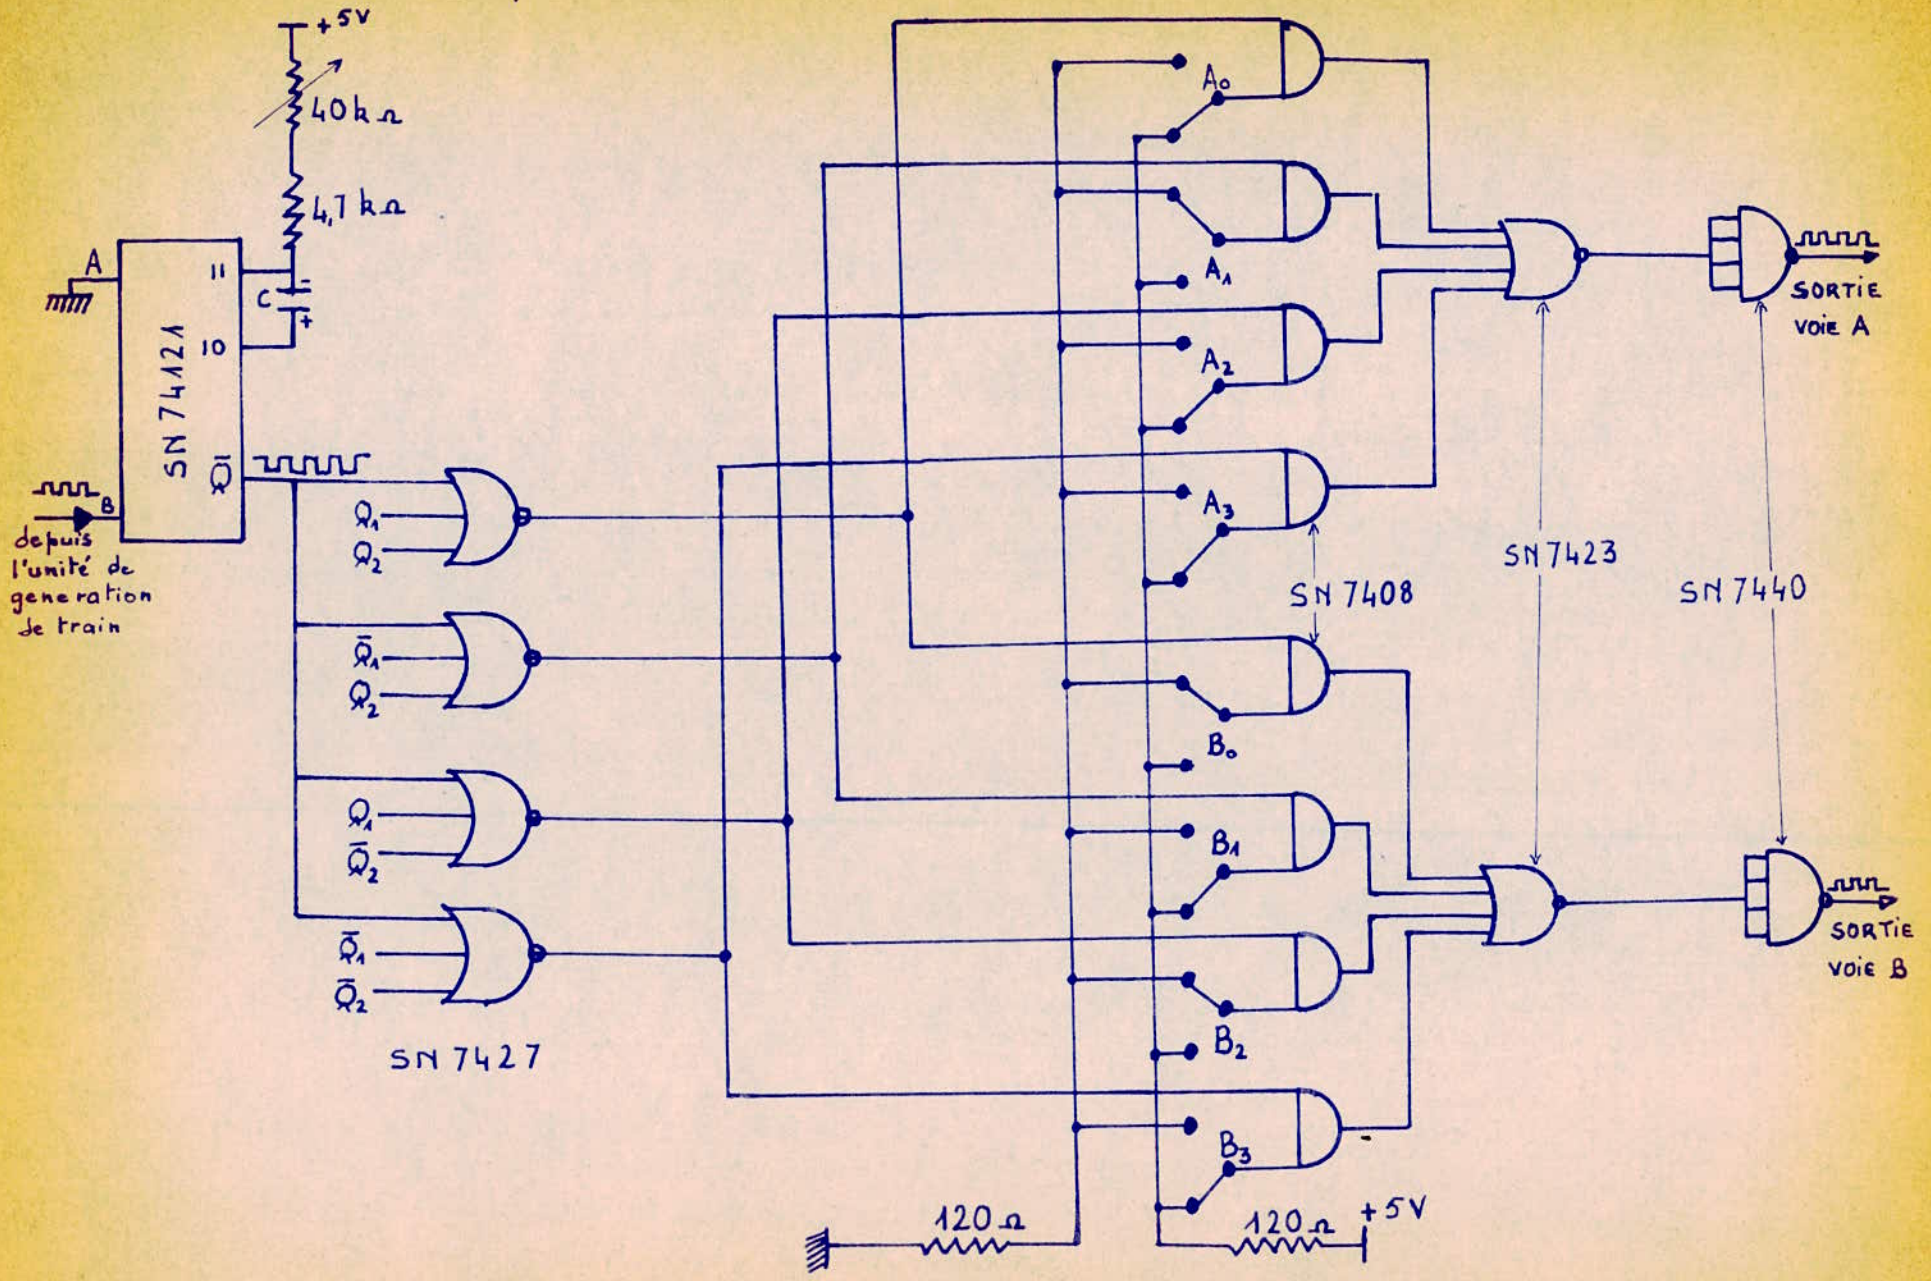 +5V
40kΩ
4,7kΩ
A
11
C
-
+
10
SN 74121
Q̄
B
depuis
l'unité de
generation
de train
Q₁
Q₂
Q̄₁
Q₂
Q₁
Q̄₂
Q̄₁
Q̄₂
SN 7427
A₀
A₁
A₂
A₃
SN 7408
B₀
B₁
B₂
B₃
120Ω
120Ω
+5V
SN 7423
SN 7440
SORTIE
VOIE A
SORTIE
VOIE B